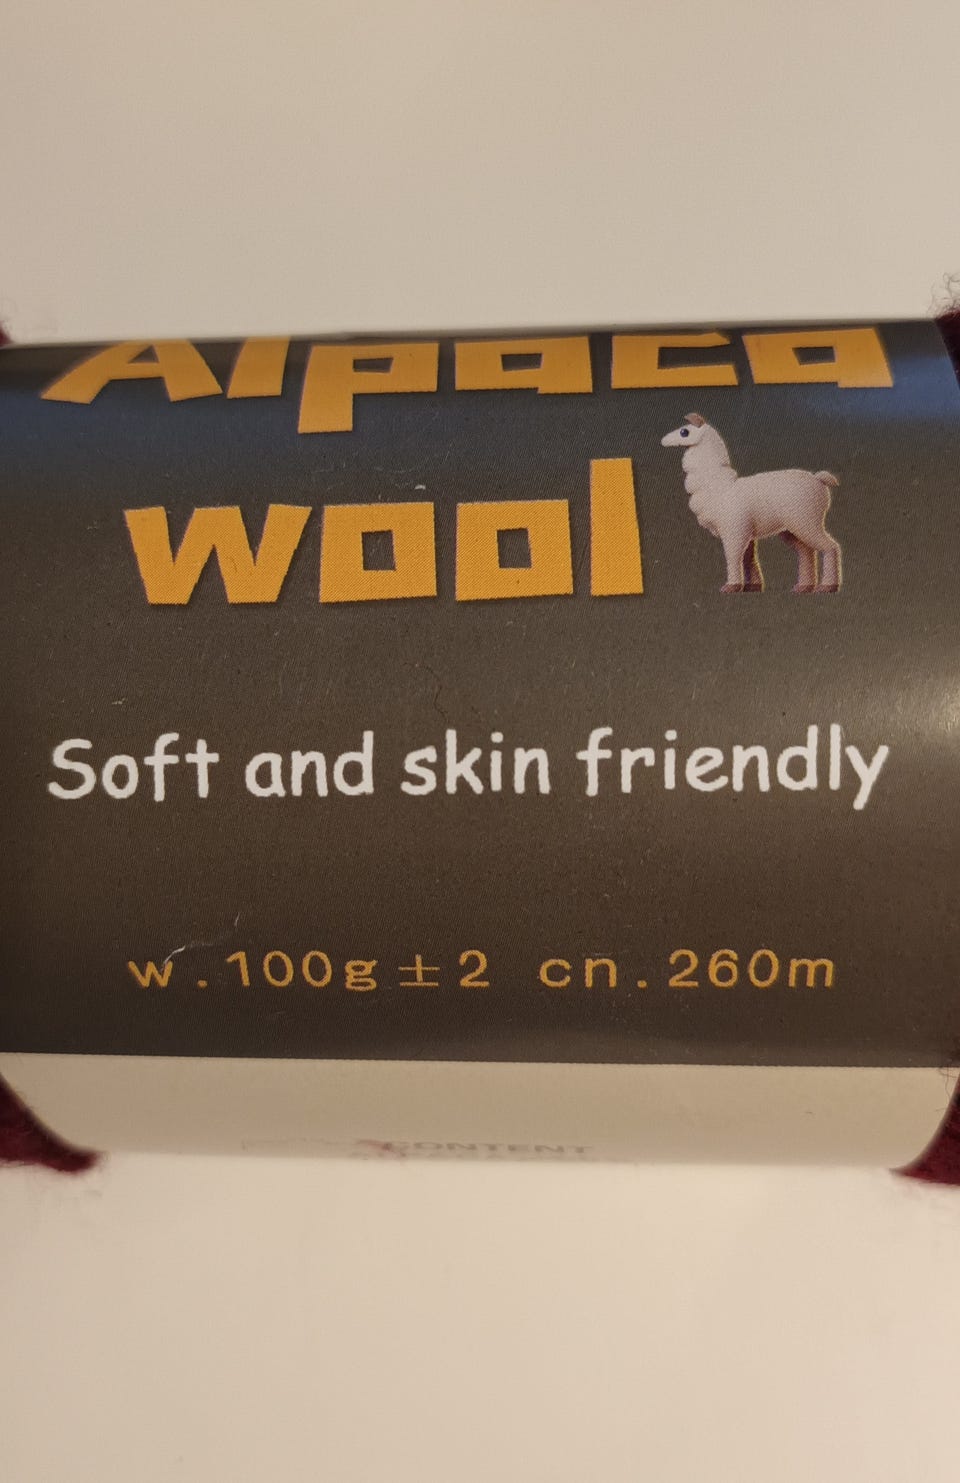 Alpaca
wool
Soft and skin friendly
w.100g±2 cn.260m
CONTENT